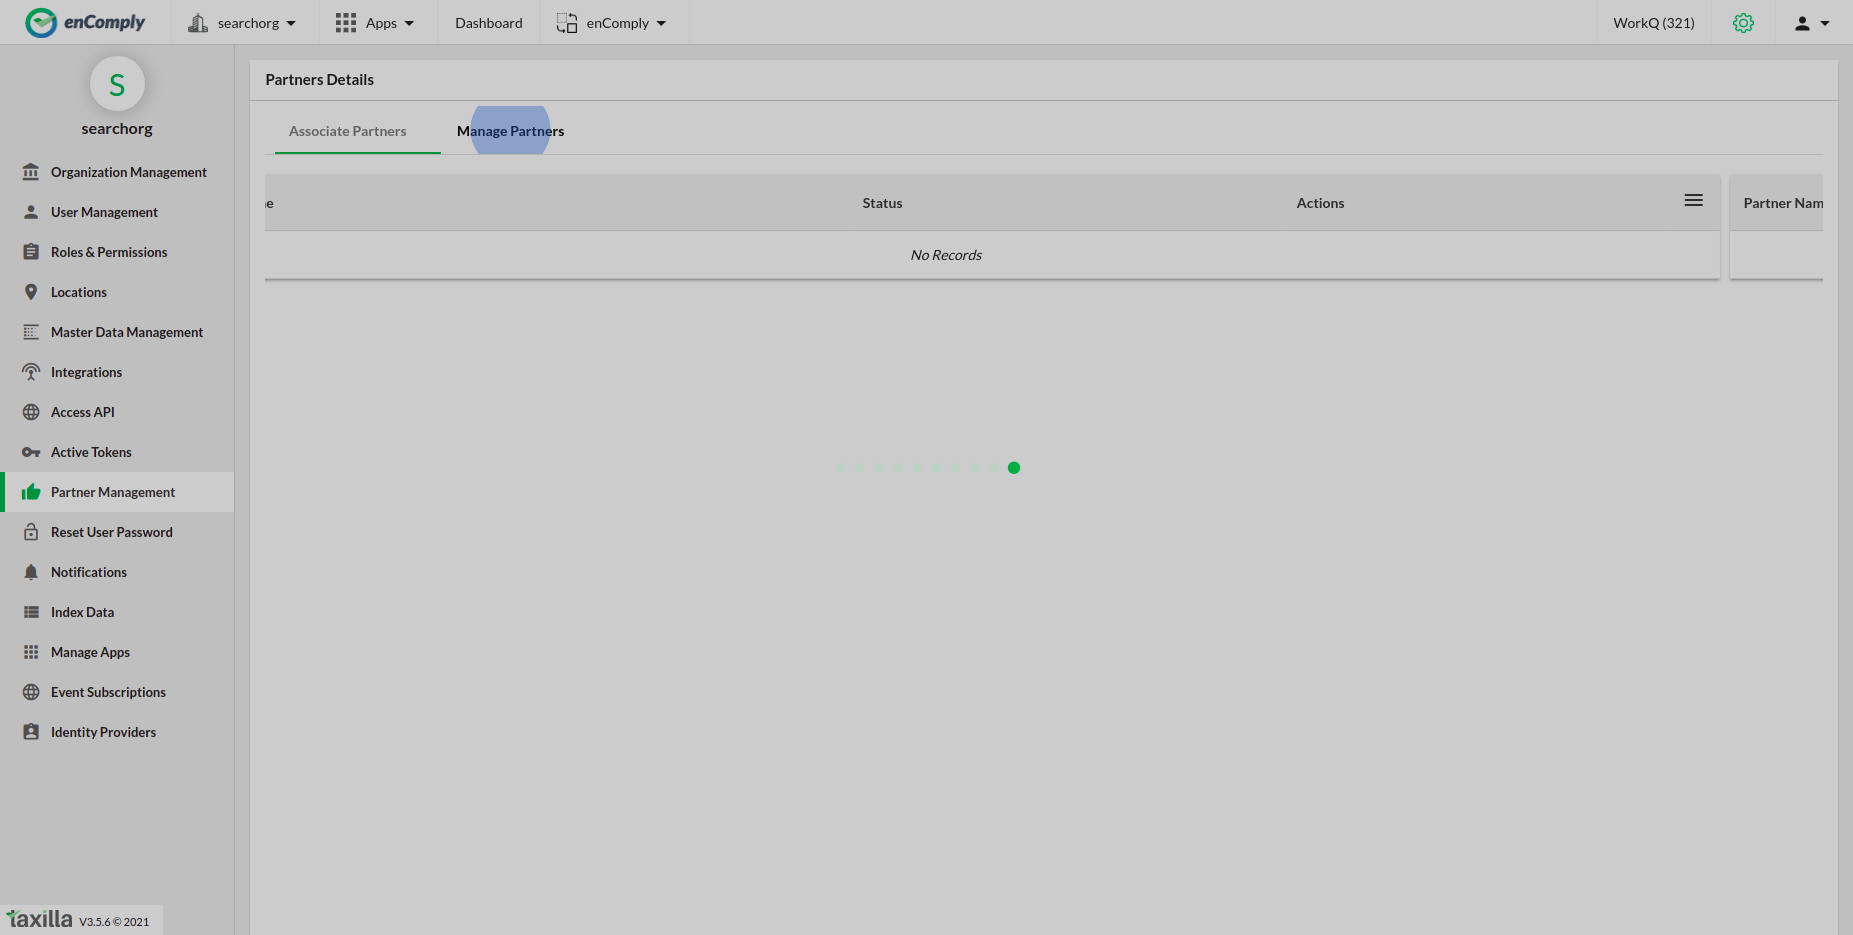 enComply
searchorg
Apps
Dashboard
enComply
WorkQ (321)
S
searchorg
Organization Management
User Management
Roles & Permissions
Locations
Master Data Management
Integrations
Access API
Active Tokens
Partner Management
Reset User Password
Notifications
Index Data
Manage Apps
Event Subscriptions
Identity Providers
taxilla V3.5.6 © 2021
Partners Details
Associate Partners
Manage Partners
Status
Actions
Partner Nam
No Records